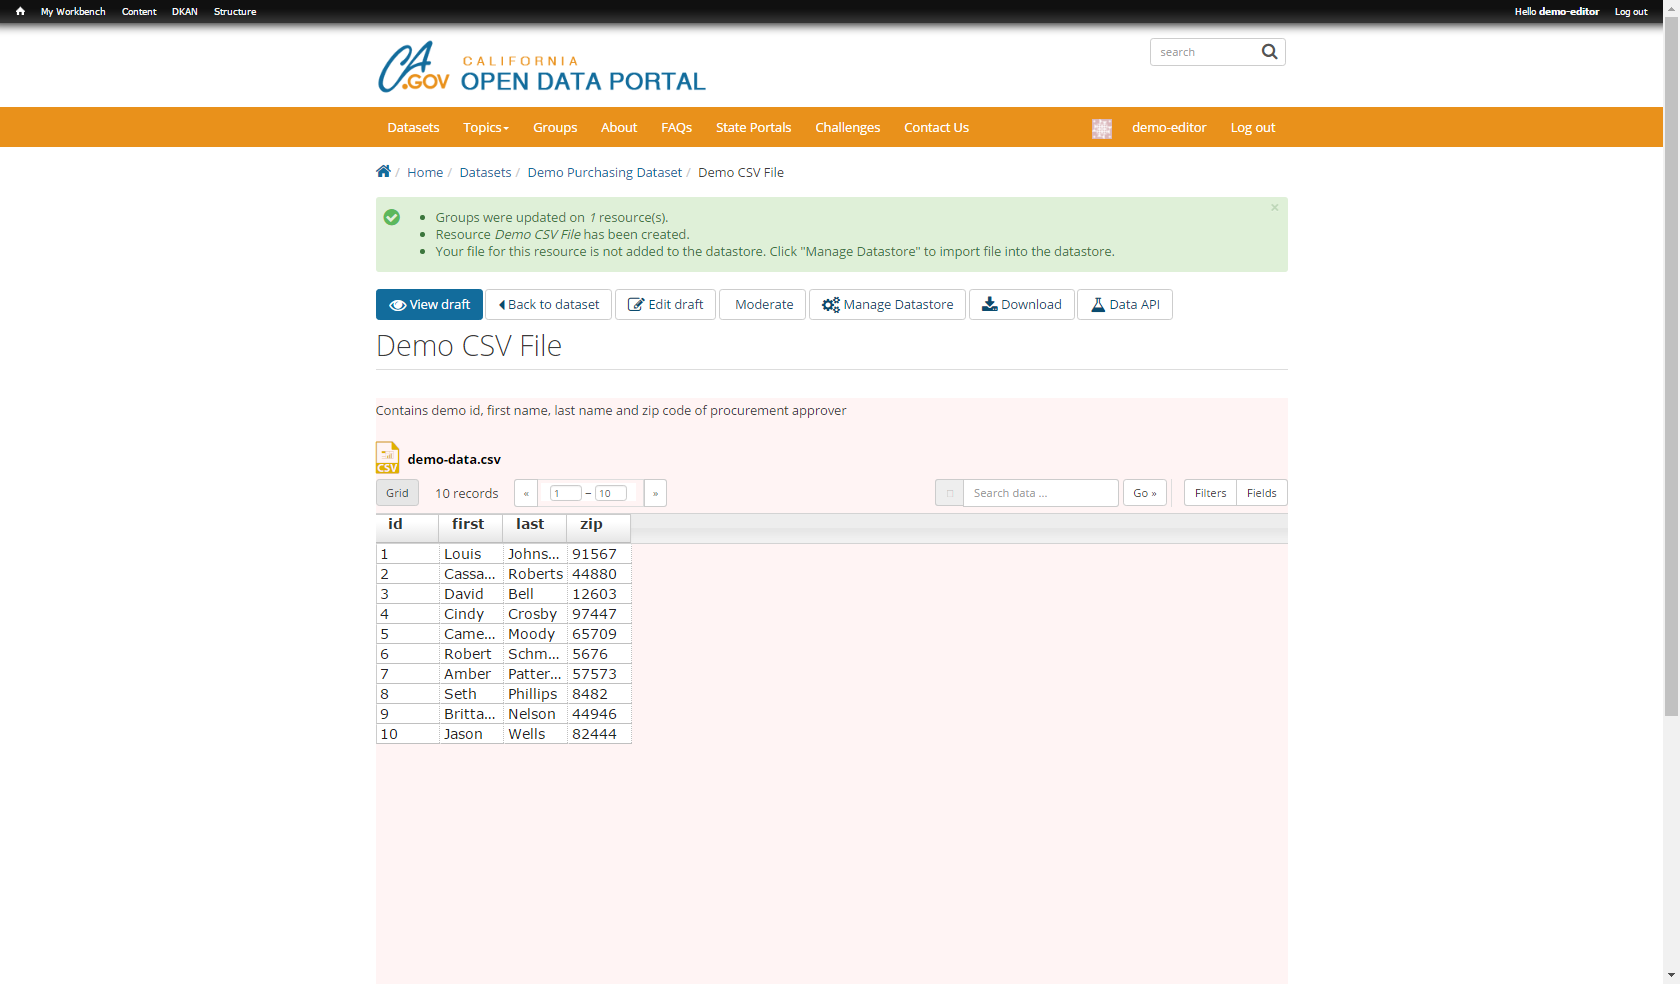 My Workbench Content DKAN Structure Hello demo-editor Log out
CA.GOV CALIFORNIA
OPEN DATA PORTAL
search
Datasets Topics Groups About FAQs State Portals Challenges Contact Us demo-editor Log out
/ Home / Datasets / Demo Purchasing Dataset / Demo CSV File
• Groups were updated on 1 resource(s). ×
• Resource Demo CSV File has been created.
• Your file for this resource is not added to the datastore. Click "Manage Datastore" to import file into the datastore.
View draft Back to dataset Edit draft Moderate Manage Datastore Download Data API
Demo CSV File
Contains demo id, first name, last name and zip code of procurement approver
CSV demo-data.csv
Grid 10 records « 1 – 10 » Search data ... Go » Filters Fields
id first last zip
1 Louis Johns... 91567
2 Cassa... Roberts 44880
3 David Bell 12603
4 Cindy Crosby 97447
5 Came... Moody 65709
6 Robert Schm... 5676
7 Amber Patter... 57573
8 Seth Phillips 8482
9 Britta... Nelson 44946
10 Jason Wells 82444